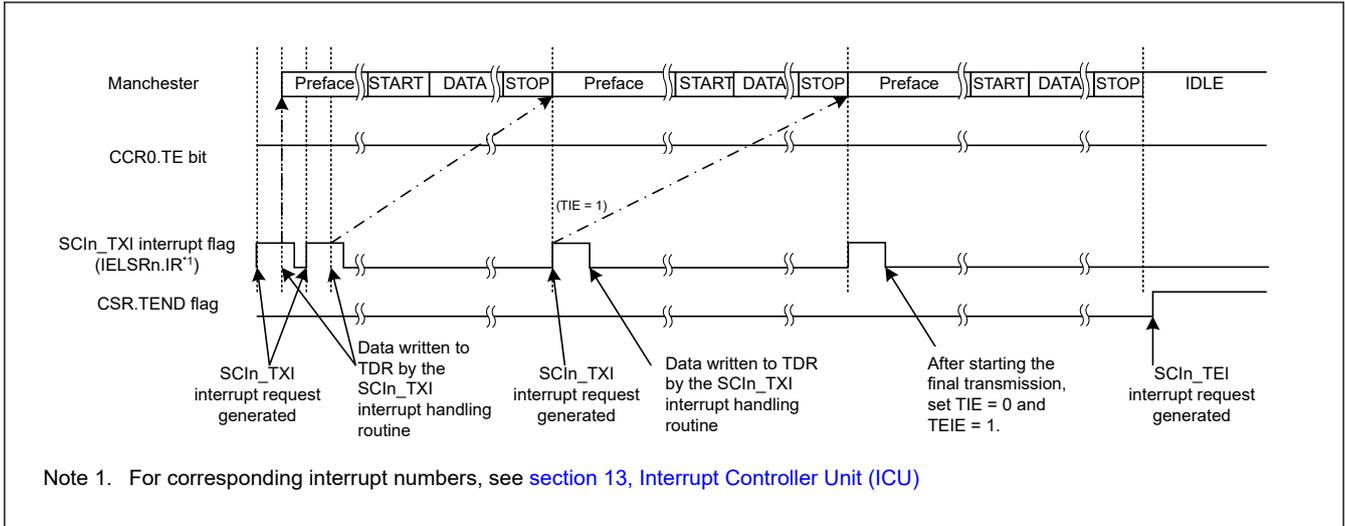 Manchester
Preface START DATA STOP Preface START DATA STOP Preface START DATA STOP IDLE
CCR0.TE bit
(TIE = 1)
SCIn_TXI interrupt flag
(IELSRn.IR*1)
CSR.TEND flag
SCIn_TXI
interrupt request
generated
Data written to
TDR by the
SCIn_TXI
interrupt handling
routine
SCIn_TXI
interrupt request
generated
Data written to TDR
by the SCIn_TXI
interrupt handling
routine
After starting the
final transmission,
set TIE = 0 and
TEIE = 1.
SCIn_TEI
interrupt request
generated
Note 1. For corresponding interrupt numbers, see section 13, Interrupt Controller Unit (ICU)